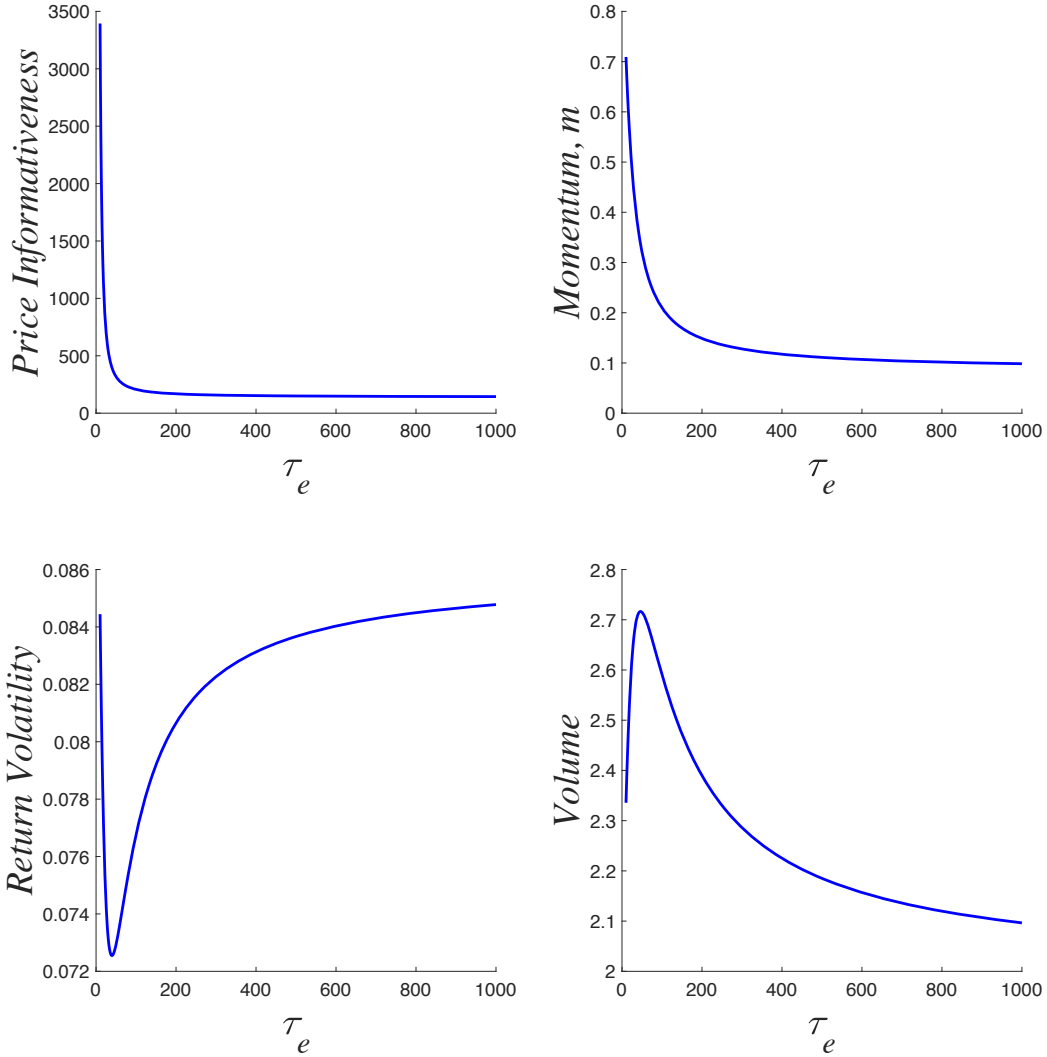 Price Informativeness
3500
3000
2500
2000
1500
1000
500
0
0 200 400 600 800 1000
τe
Momentum, m
0.8
0.7
0.6
0.5
0.4
0.3
0.2
0.1
0
0 200 400 600 800 1000
τe
Return Volatility
0.086
0.084
0.082
0.08
0.078
0.076
0.074
0.072
0 200 400 600 800 1000
τe
Volume
2.8
2.7
2.6
2.5
2.4
2.3
2.2
2.1
2
0 200 400 600 800 1000
τe